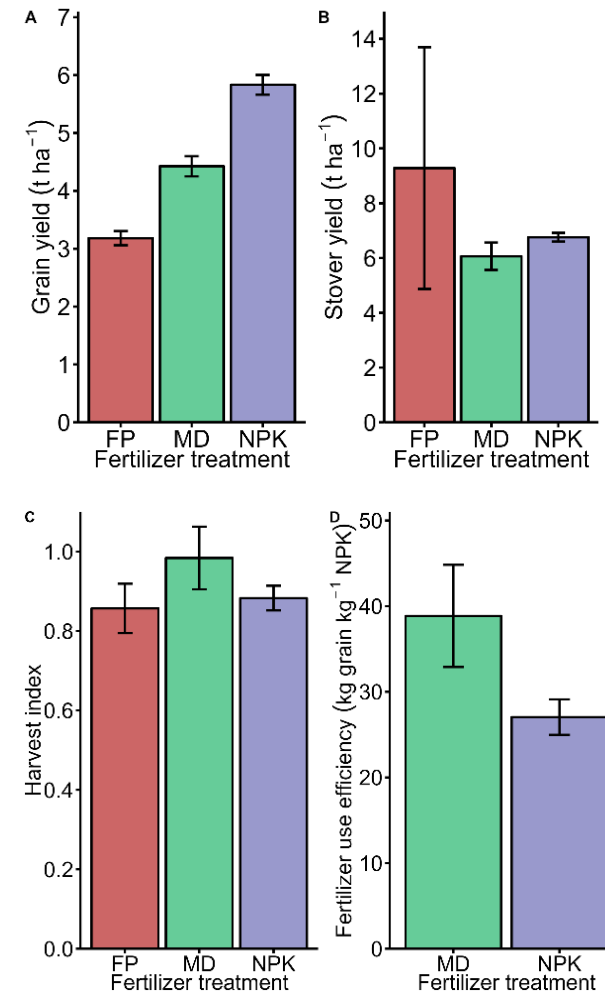 A
Grain yield (t ha⁻¹)
7
6
5
4
3
2
1
0
FP MD NPK
Fertilizer treatment
B
Stover yield (t ha⁻¹)
14
12
10
8
6
4
2
0
FP MD NPK
Fertilizer treatment
C
Harvest index
1.0
0.8
0.6
0.4
0.2
0.0
FP MD NPK
Fertilizer treatment
D
Fertilizer use efficiency (kg grain kg⁻¹ NPK)
50
40
30
20
10
0
MD NPK
Fertilizer treatment